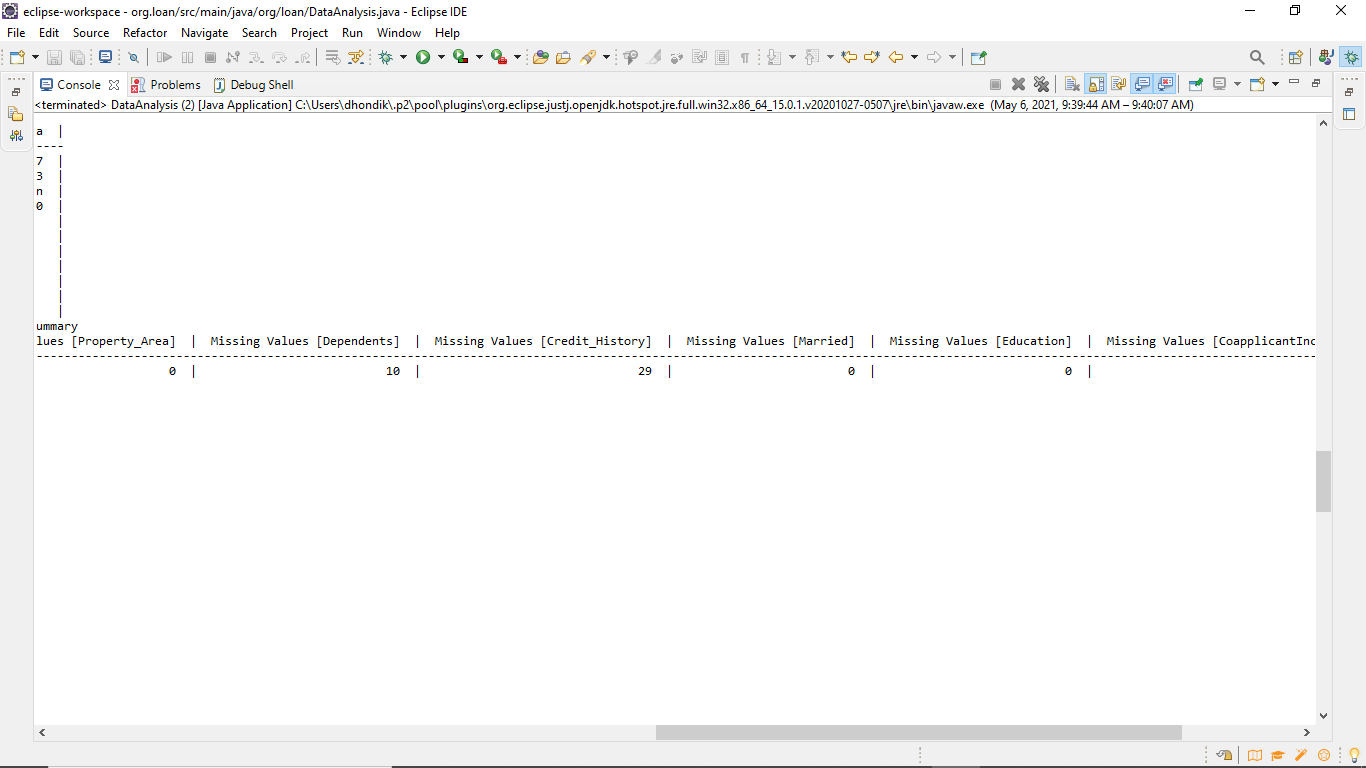 eclipse-workspace - org.loan/src/main/java/org/loan/DataAnalysis.java - Eclipse IDE
File Edit Source Refactor Navigate Search Project Run Window Help
Console Problems Debug Shell
<terminated> DataAnalysis (2) [Java Application] C:\Users\dhondik\.p2\pool\plugins\org.eclipse.justj.openjdk.hotspot.jre.full.win32.x86_64_15.0.1.v20201027-0507\jre\bin\javaw.exe (May 6, 2021, 9:39:44 AM – 9:40:07 AM)
a |
----
7 |
3 |
n |
0 |
|
|
|
|
|
|
|
ummary
lues [Property_Area] | Missing Values [Dependents] | Missing Values [Credit_History] | Missing Values [Married] | Missing Values [Education] | Missing Values [CoapplicantInc
0 | 10 | 29 | 0 | 0 |